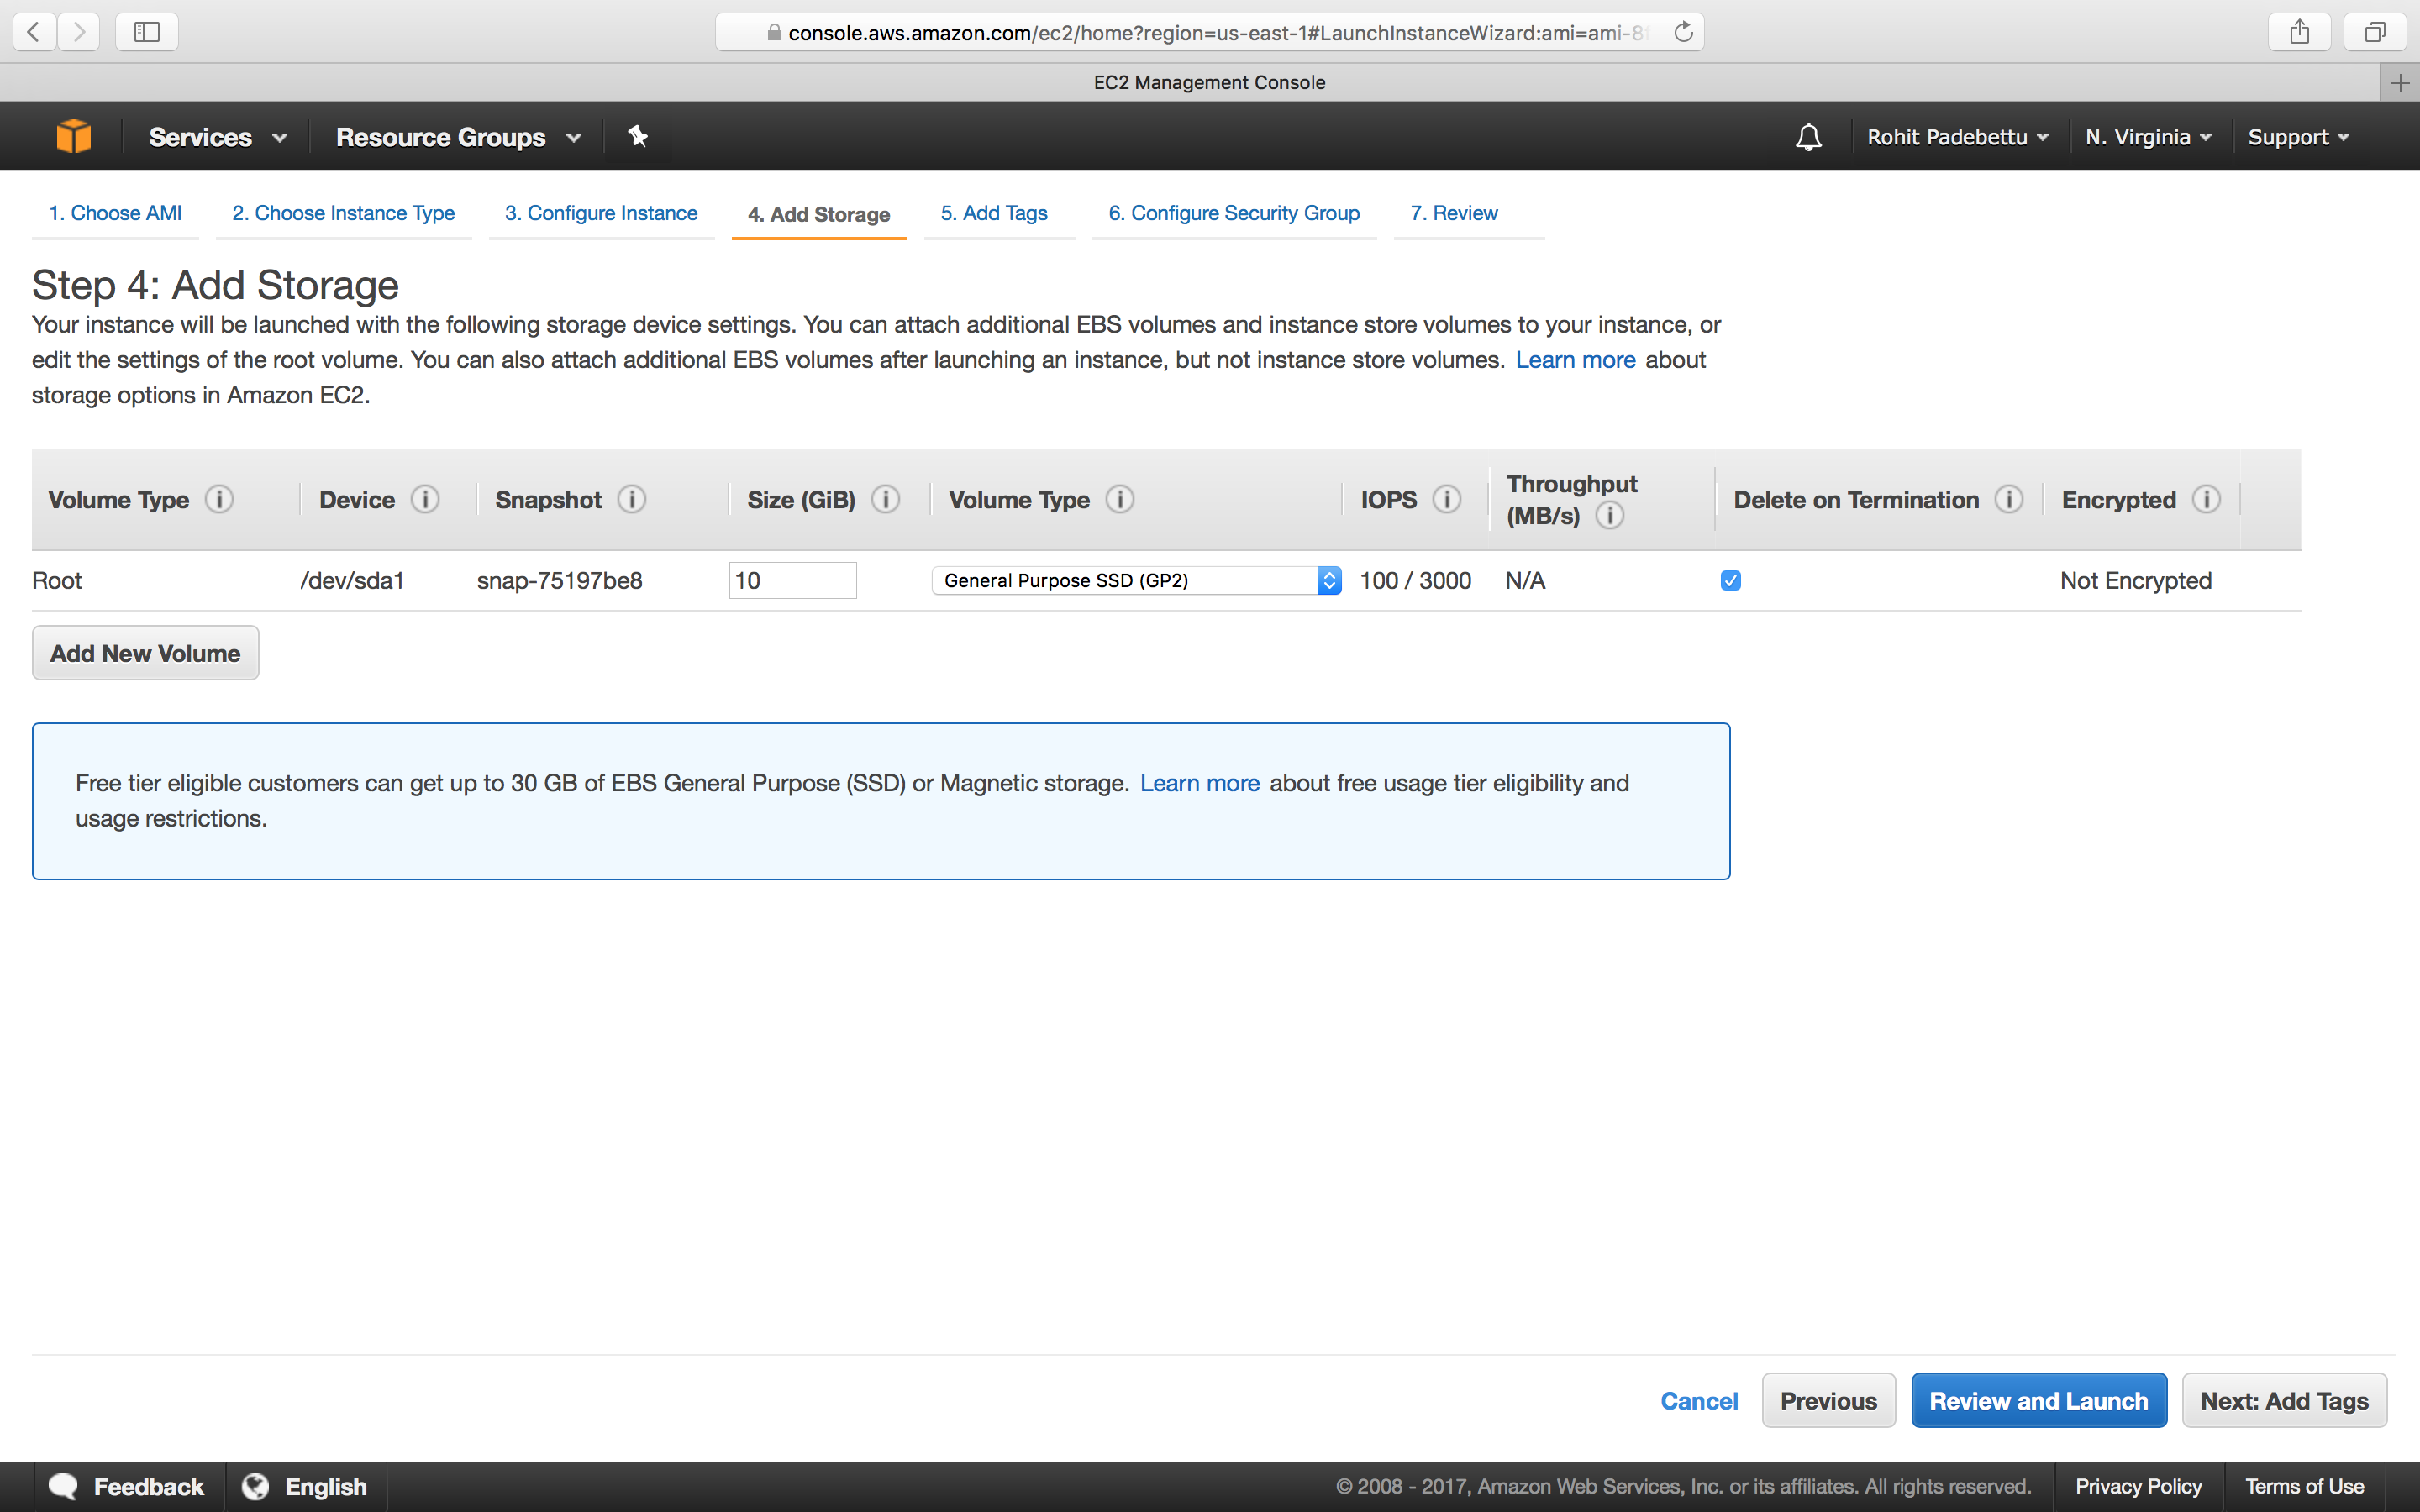 console.aws.amazon.com/ec2/home?region=us-east-1#LaunchInstanceWizard:ami=ami-8
EC2 Management Console
Services Resource Groups Rohit Padebettu N. Virginia Support
1. Choose AMI 2. Choose Instance Type 3. Configure Instance 4. Add Storage 5. Add Tags 6. Configure Security Group 7. Review
Step 4: Add Storage
Your instance will be launched with the following storage device settings. You can attach additional EBS volumes and instance store volumes to your instance, or
edit the settings of the root volume. You can also attach additional EBS volumes after launching an instance, but not instance store volumes. Learn more about
storage options in Amazon EC2.
Volume Type Device Snapshot Size (GiB) Volume Type IOPS Throughput (MB/s) Delete on Termination Encrypted
Root /dev/sda1 snap-75197be8 10 General Purpose SSD (GP2) 100 / 3000 N/A Not Encrypted
Add New Volume
Free tier eligible customers can get up to 30 GB of EBS General Purpose (SSD) or Magnetic storage. Learn more about free usage tier eligibility and
usage restrictions.
Cancel Previous Review and Launch Next: Add Tags
Feedback English © 2008 - 2017, Amazon Web Services, Inc. or its affiliates. All rights reserved. Privacy Policy Terms of Use